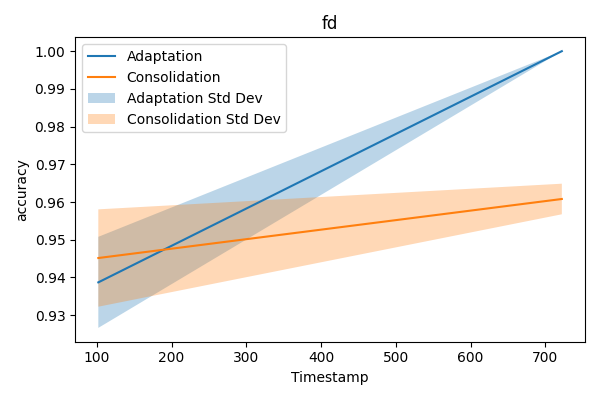 fd
Adaptation
Consolidation
Adaptation Std Dev
Consolidation Std Dev
accuracy
1.00
0.99
0.98
0.97
0.96
0.95
0.94
0.93
100 200 300 400 500 600 700
Timestamp